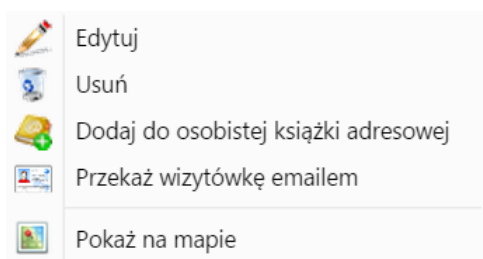 Edytuj
Usuń
Dodaj do osobistej książki adresowej
Przekaż wizytówkę emailem
Pokaż na mapie